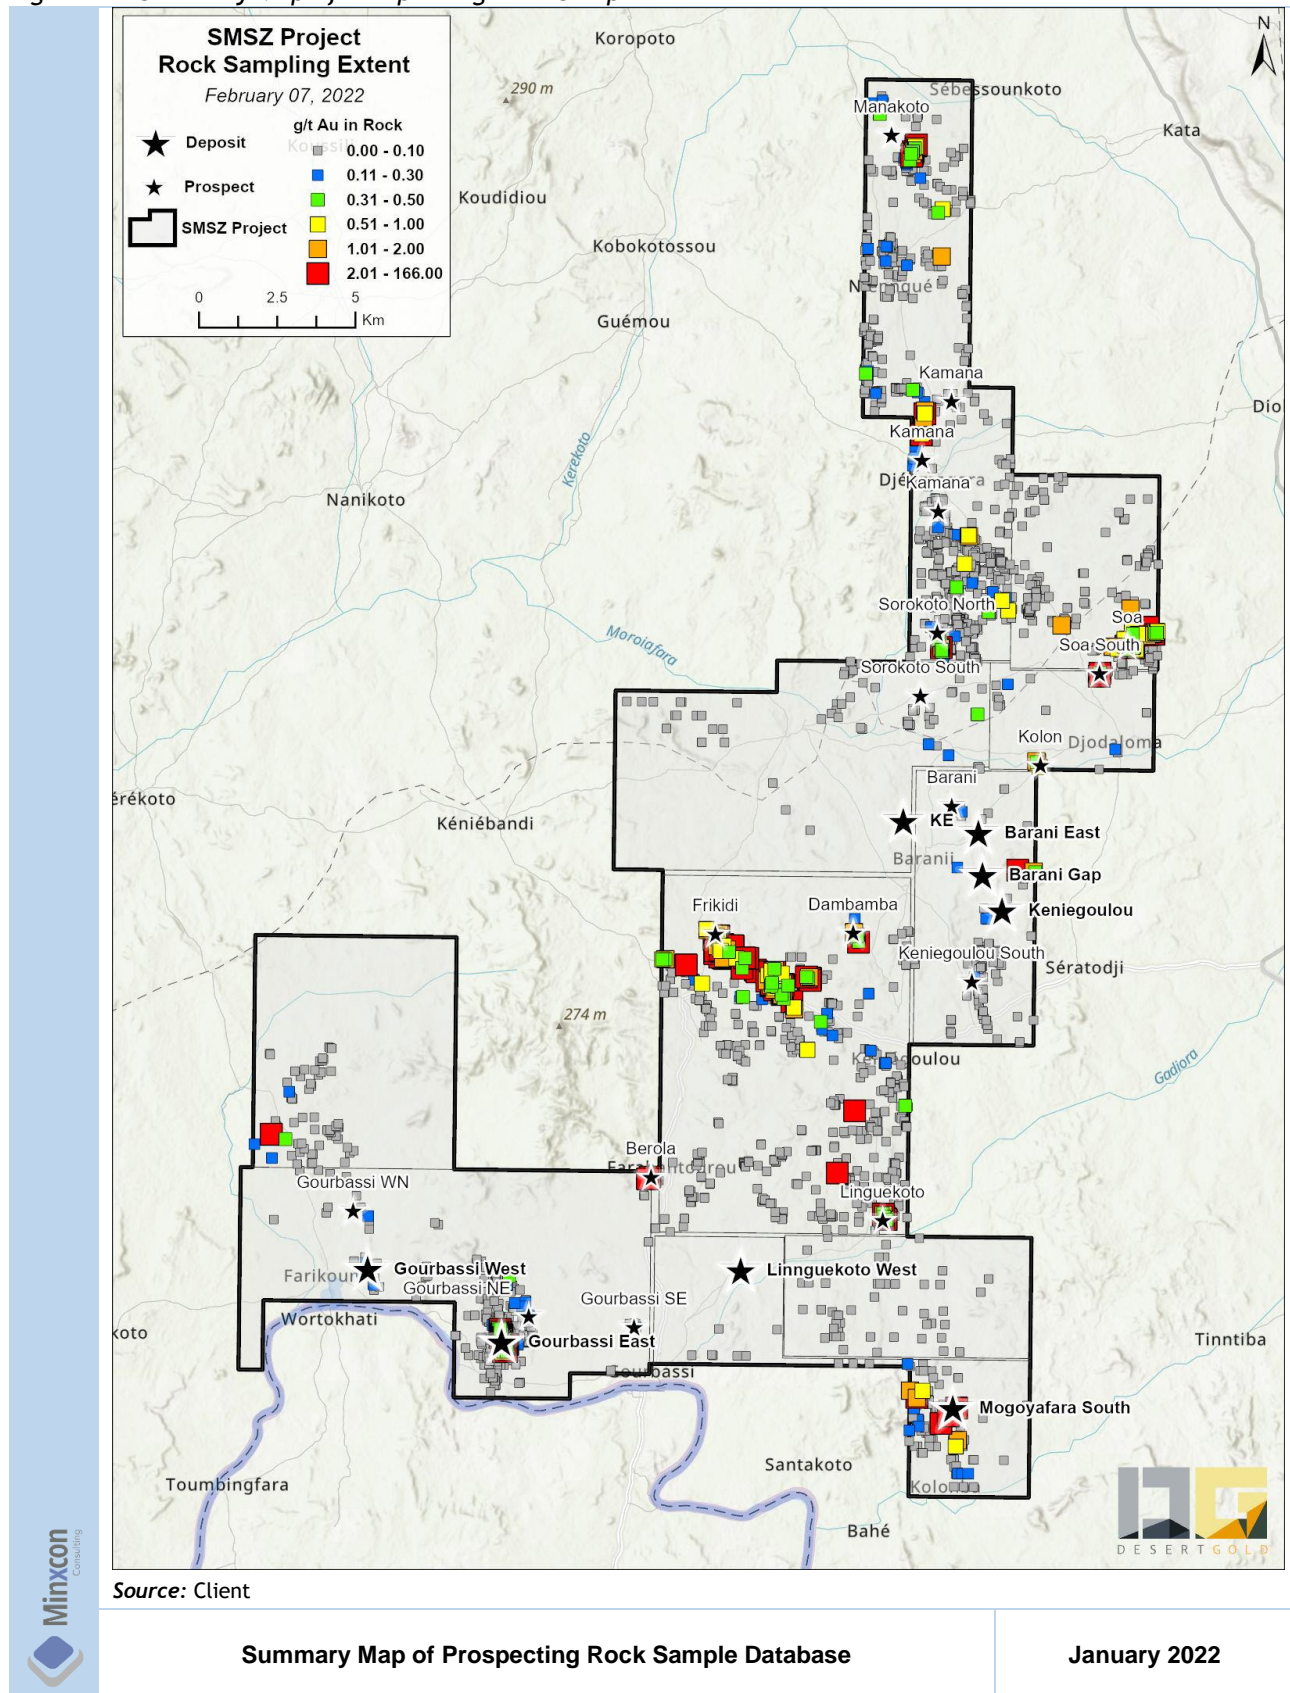 SMSZ Project
Rock Sampling Extent
February 07, 2022
g/t Au in Rock
Deposit
Prospect
SMSZ Project
0.00 - 0.10
0.11 - 0.30
0.31 - 0.50
0.51 - 1.00
1.01 - 2.00
2.01 - 166.00
0 2.5 5
Km
N
Koropoto
290 m
Sébessounkoto
Manakoto
Kata
Koudidiou
Kobokotossou
Guémou
Kamana
Dio
Kamana
Kerekoto
Kamana
Nanikoto
Sorokoto North
Soa
Moroiafara
Soa South
Sorokoto South
Kolon
Djodaloma
Barani
érékoto
Kéniébandi
KE
Barani East
Baranii
Barani Gap
Frikidi
Dambamba
Keniegoulou
Keniegoulou South
Sératodji
274 m
Gadiora
Berola
Gourbassi WN
Linguekoto
Gourbassi West
Linnguekoto West
Gourbassi NE
Gourbassi SE
Wortokhati
koto
Gourbassi East
Tinntiba
Gourbassi
Mogoyafara South
Santakoto
Toumbingfara
Bahé
DESERTGOLD
Source: Client
Minxcon
Consulting
Summary Map of Prospecting Rock Sample Database
January 2022